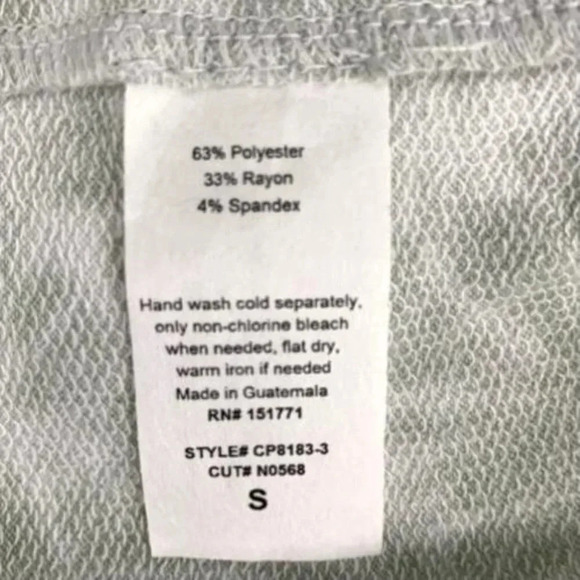 63% Polyester
33% Rayon
4% Spandex
Hand wash cold separately,
only non-chlorine bleach
when needed, flat dry,
warm iron if needed
Made in Guatemala
RN# 151771
STYLE# CP8183-3
CUT# N0568
S